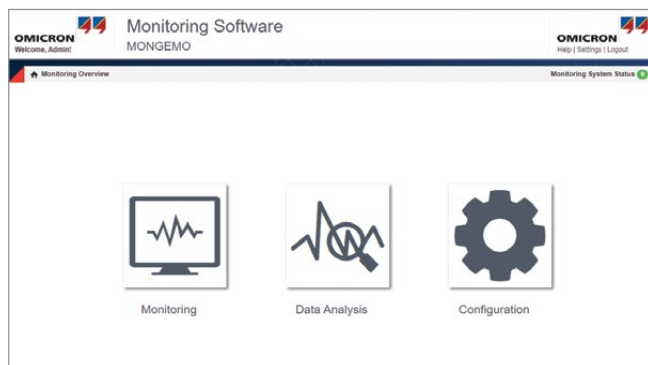 OMICRON
Welcome, Admin!
Monitoring Software
MONGEMO
OMICRON
Help | Settings | Logout
Monitoring Overview
Monitoring System Status 0
Monitoring
Data Analysis
Configuration